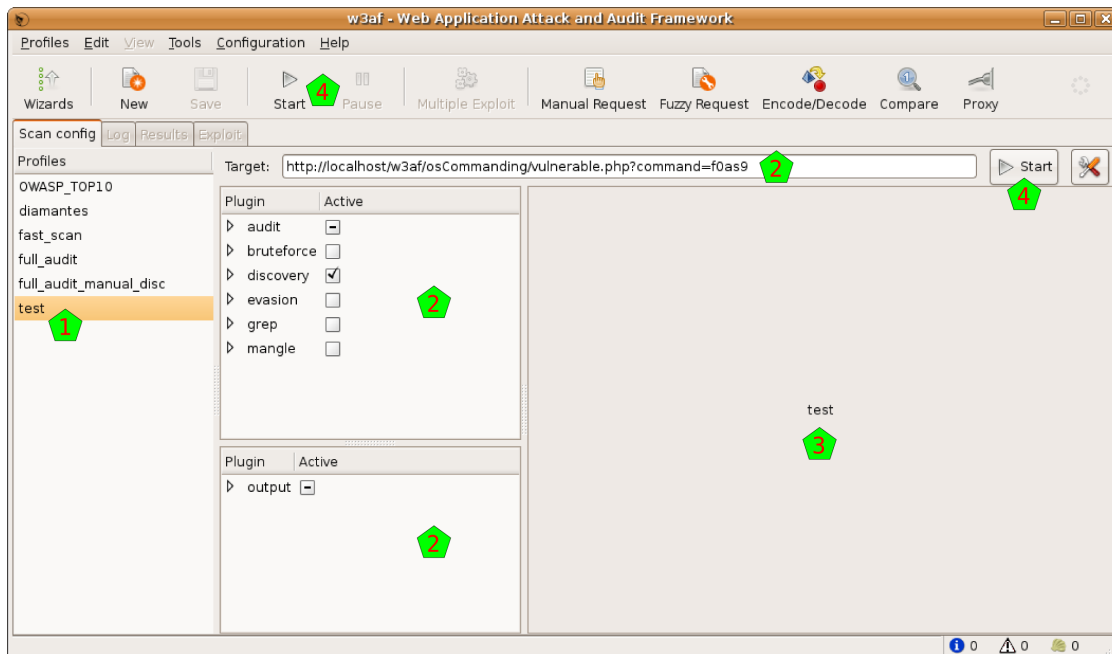 w3af - Web Application Attack and Audit Framework
Profiles Edit View Tools Configuration Help
Wizards New Save Start 4 Pause Multiple Exploit Manual Request Fuzzy Request Encode/Decode Compare Proxy
Scan config Log Results Exploit
Profiles
OWASP_TOP10
diamantes
fast_scan
full_audit
full_audit_manual_disc
test
1
Target: http://localhost/w3af/osCommanding/vulnerable.php?command=f0as9 2 Start
4
Plugin Active
audit
bruteforce
discovery
evasion
grep
mangle
2
Plugin Active
output
2
test
3
0 0 0